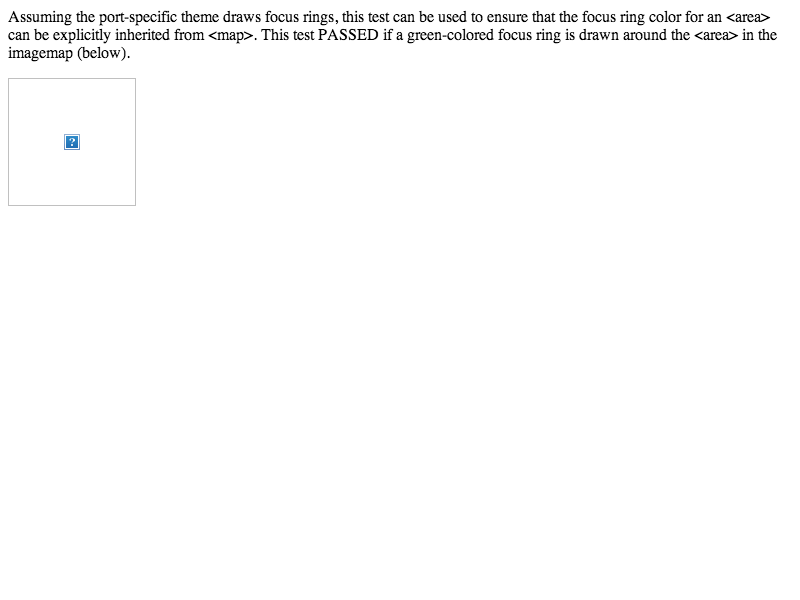 Assuming the port-specific theme draws focus rings, this test can be used to ensure that the focus ring color for an <area>
can be explicitly inherited from <map>. This test PASSED if a green-colored focus ring is drawn around the <area> in the
imagemap (below).
?